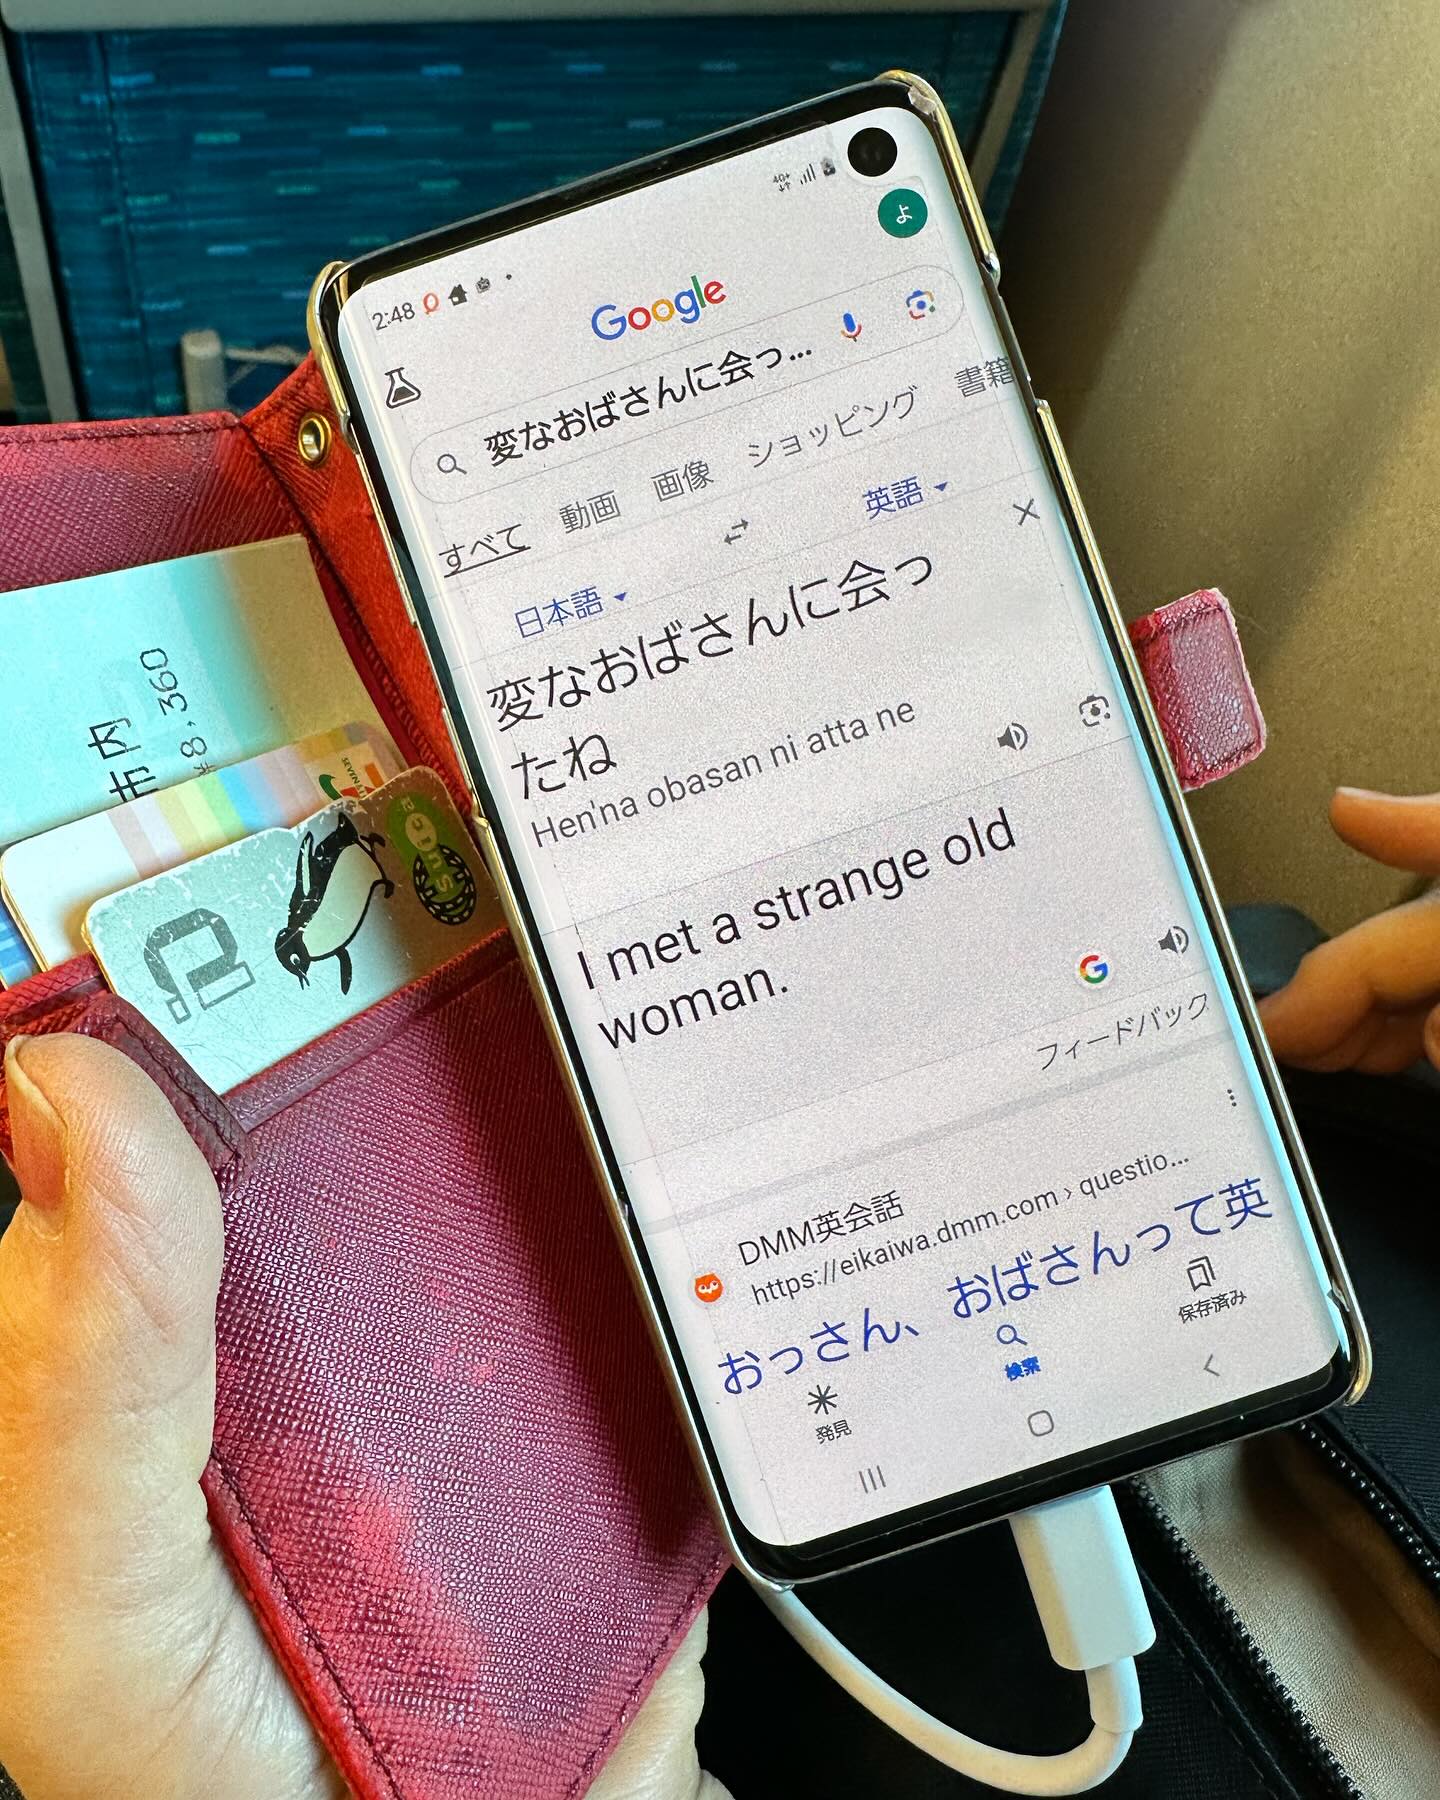 2:48
4G+
よ
Google
変なおばさんに会っ...
すべて 動画 画像 ショッピング 書籍
日本語 英語
変なおばさんに会っ
たね
Hen'na obasan ni atta ne
I met a strange old
woman.
フィードバック
DMM英会話
https://eikaiwa.dmm.com › questio...
おっさん、 おばさんって英
発見 検索 保存済み
市内
¥8,360